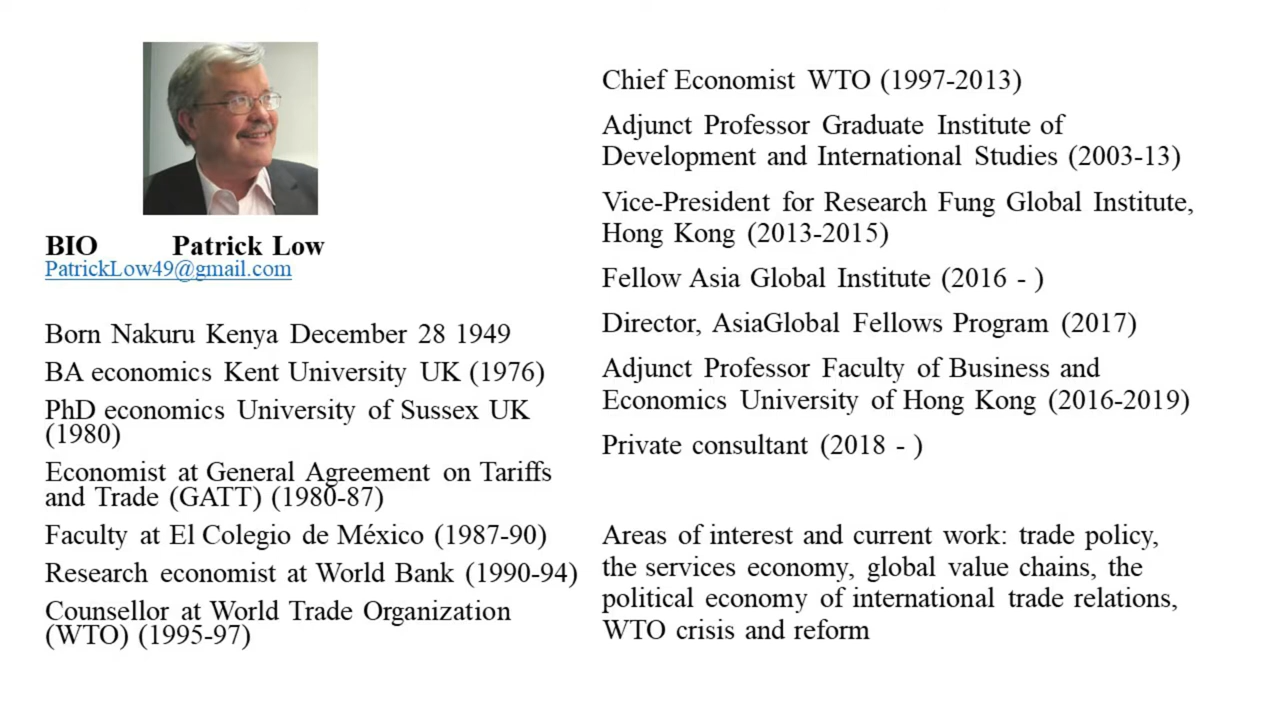 BIO Patrick Low
PatrickLow49@gmail.com
Born Nakuru Kenya December 28 1949
BA economics Kent University UK (1976)
PhD economics University of Sussex UK
(1980)
Economist at General Agreement on Tariffs
and Trade (GATT) (1980-87)
Faculty at El Colegio de México (1987-90)
Research economist at World Bank (1990-94)
Counsellor at World Trade Organization
(WTO) (1995-97)
Chief Economist WTO (1997-2013)
Adjunct Professor Graduate Institute of
Development and International Studies (2003-13)
Vice-President for Research Fung Global Institute,
Hong Kong (2013-2015)
Fellow Asia Global Institute (2016 - )
Director, AsiaGlobal Fellows Program (2017)
Adjunct Professor Faculty of Business and
Economics University of Hong Kong (2016-2019)
Private consultant (2018 - )
Areas of interest and current work: trade policy,
the services economy, global value chains, the
political economy of international trade relations,
WTO crisis and reform